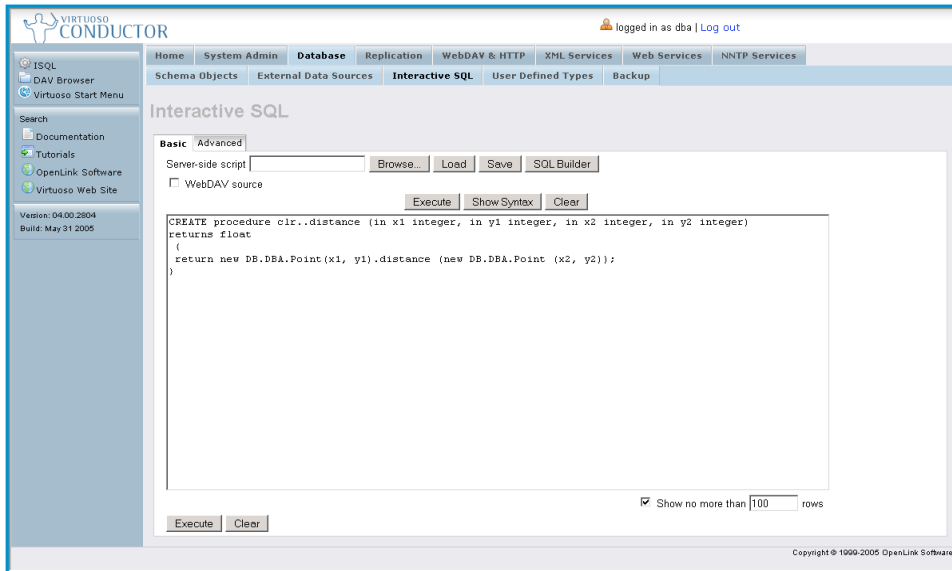 VIRTUOSO
CONDUCTOR
logged in as dba | Log out
ISQL
DAV Browser
Virtuoso Start Menu
Search
Documentation
Tutorials
OpenLink Software
Virtuoso Web Site
Version: 04.00.2804
Build: May 31 2005
Home System Admin Database Replication WebDAV & HTTP XML Services Web Services NNTP Services
Schema Objects External Data Sources Interactive SQL User Defined Types Backup
Interactive SQL
Basic Advanced
Server-side script Browse... Load Save SQL Builder
WebDAV source
Execute Show Syntax Clear
CREATE procedure clr..distance (in x1 integer, in y1 integer, in x2 integer, in y2 integer)
returns float
(
return new DB.DBA.Point(x1, y1).distance (new DB.DBA.Point (x2, y2));
)
Show no more than 100 rows
Execute Clear
Copyright © 1999-2005 OpenLink Software